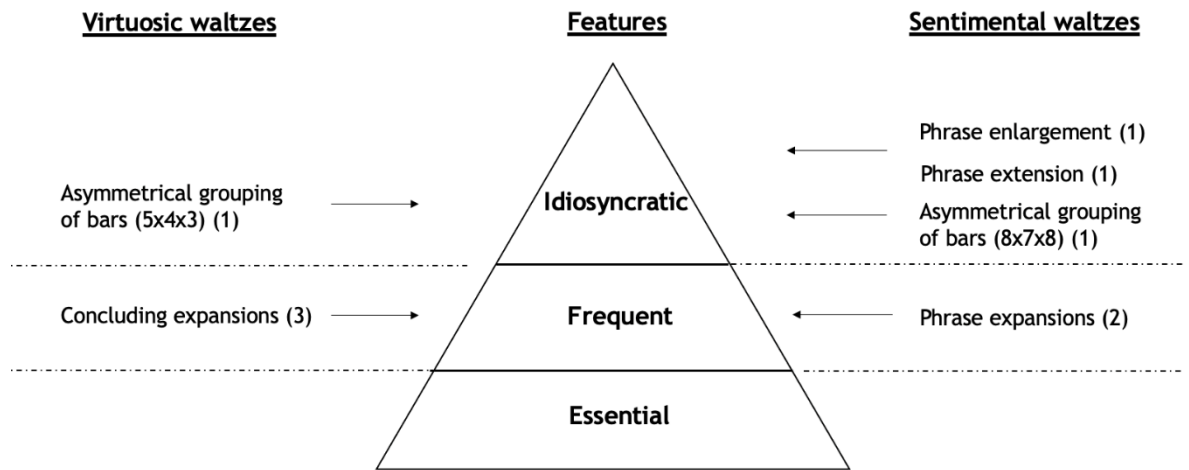 Virtuosic waltzes
Features
Sentimental waltzes
Phrase enlargement (1)
Phrase extension (1)
Asymmetrical grouping
of bars (5x4x3) (1)
Idiosyncratic
Asymmetrical grouping
of bars (8x7x8) (1)
Concluding expansions (3)
Frequent
Phrase expansions (2)
Essential